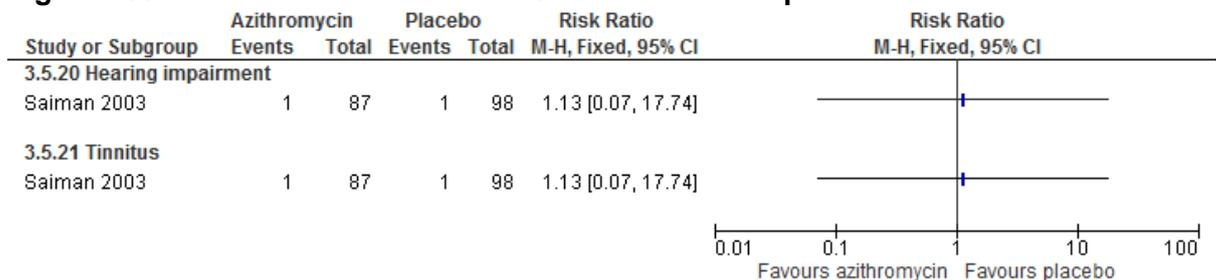 Azithromycin Placebo Risk Ratio Risk Ratio
Study or Subgroup Events Total Events Total M-H, Fixed, 95% CI M-H, Fixed, 95% CI
3.5.20 Hearing impairment
Saiman 2003 1 87 1 98 1.13 [0.07, 17.74]
3.5.21 Tinnitus
Saiman 2003 1 87 1 98 1.13 [0.07, 17.74]
0.01 0.1 1 10 100
Favours azithromycin Favours placebo